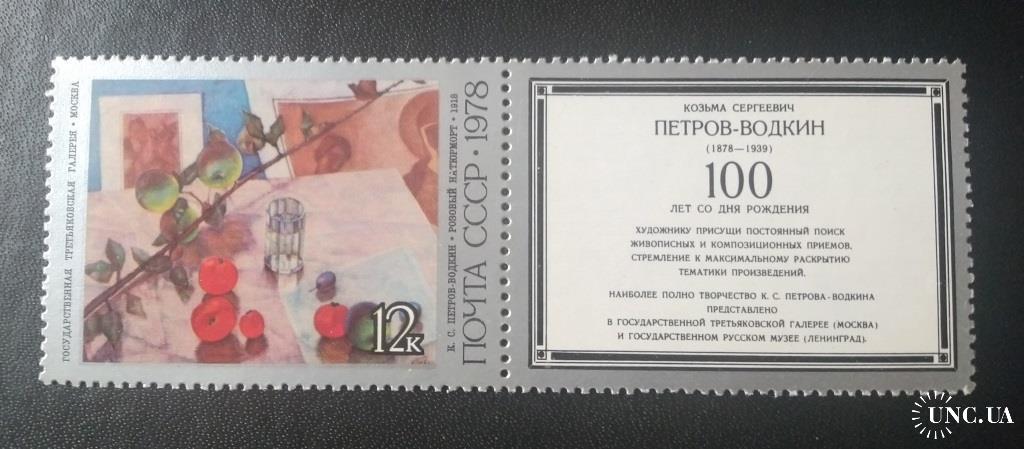 ГОСУДАРСТВЕННАЯ ТРЕТЬЯКОВСКАЯ ГАЛЕРЕЯ • МОСКВА
12к
К. С. ПЕТРОВ-ВОДКИН • РОЗОВЫЙ НАТЮРМОРТ • 1918
ПОЧТА СССР • 1978
КОЗЬМА СЕРГЕЕВИЧ
ПЕТРОВ-ВОДКИН
(1878—1939)
100
ЛЕТ СО ДНЯ РОЖДЕНИЯ
ХУДОЖНИКУ ПРИСУЩИ ПОСТОЯННЫЙ ПОИСК
ЖИВОПИСНЫХ И КОМПОЗИЦИОННЫХ ПРИЕМОВ,
СТРЕМЛЕНИЕ К МАКСИМАЛЬНОМУ РАСКРЫТИЮ
ТЕМАТИКИ ПРОИЗВЕДЕНИЙ.
НАИБОЛЕЕ ПОЛНО ТВОРЧЕСТВО К. С. ПЕТРОВА-ВОДКИНА
ПРЕДСТАВЛЕНО
В ГОСУДАРСТВЕННОЙ ТРЕТЬЯКОВСКОЙ ГАЛЕРЕЕ (МОСКВА)
И ГОСУДАРСТВЕННОМ РУССКОМ МУЗЕЕ (ЛЕНИНГРАД).
UNC.UA